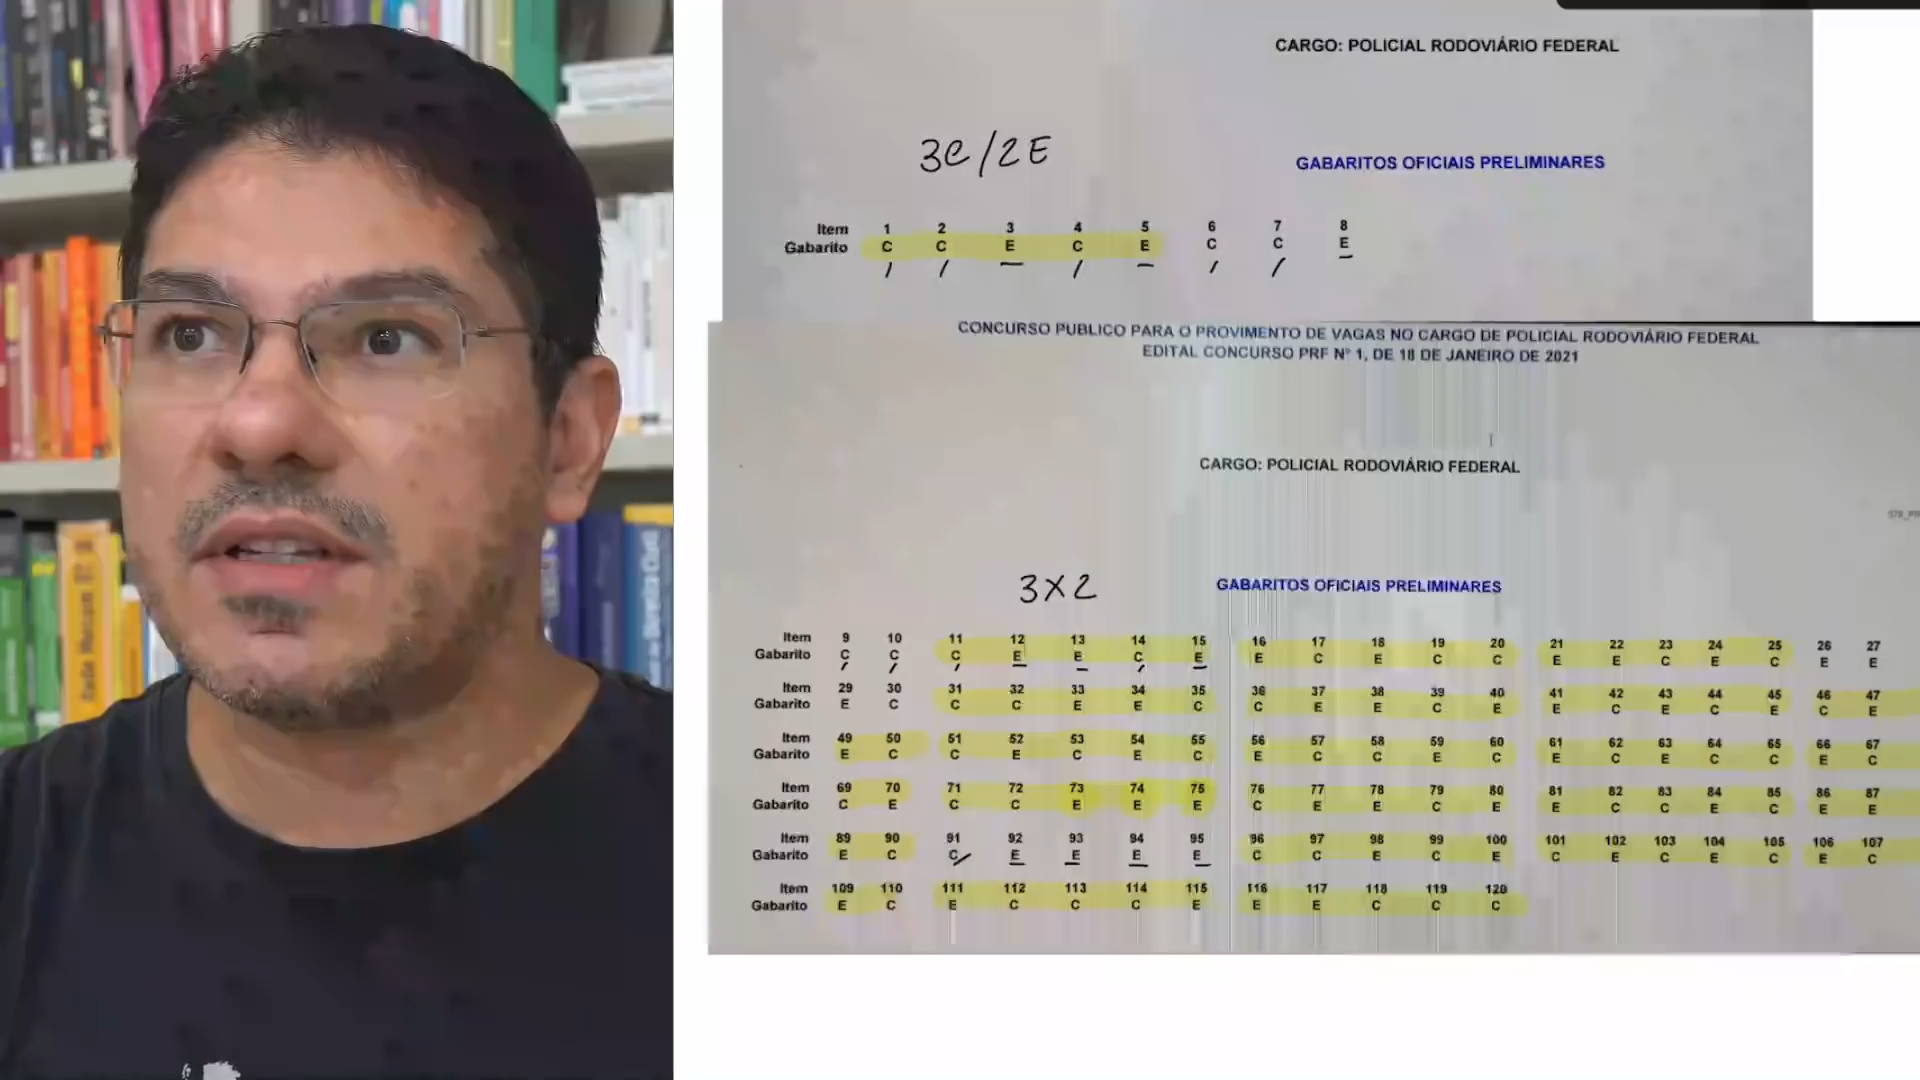 CARGO: POLICIAL RODOVIÁRIO FEDERAL
3C/2E
GABARITOS OFICIAIS PRELIMINARES
Item 1 2 3 4 5 6 7 8
Gabarito C C E C E C C E
CONCURSO PÚBLICO PARA O PROVIMENTO DE VAGAS NO CARGO DE POLICIAL RODOVIÁRIO FEDERAL
EDITAL CONCURSO PRF Nº 1, DE 18 DE JANEIRO DE 2021
CARGO: POLICIAL RODOVIÁRIO FEDERAL
3X2
GABARITOS OFICIAIS PRELIMINARES
Item 9 10 11 12 13 14 15 16 17 18 19 20 21 22 23 24 25 26 27
Gabarito C C C E E C E E C E C C E E C E C E E
Item 29 30 31 32 33 34 35 36 37 38 39 40 41 42 43 44 45 46 47
Gabarito E C C C E E C C E E C E E C E C E C E
Item 49 50 51 52 53 54 55 56 57 58 59 60 61 62 63 64 65 66 67
Gabarito E C C E C E C E C C E C E C E C C E C
Item 69 70 71 72 73 74 75 76 77 78 79 80 81 82 83 84 85 86 87
Gabarito C E C C E E E C E E C E E C C E C E E
Item 89 90 91 92 93 94 95 96 97 98 99 100 101 102 103 104 105 106 107
Gabarito E C C E E E E C C E C E C E C E C E C
Item 109 110 111 112 113 114 115 116 117 118 119 120
Gabarito E C E C C C E E E C C C